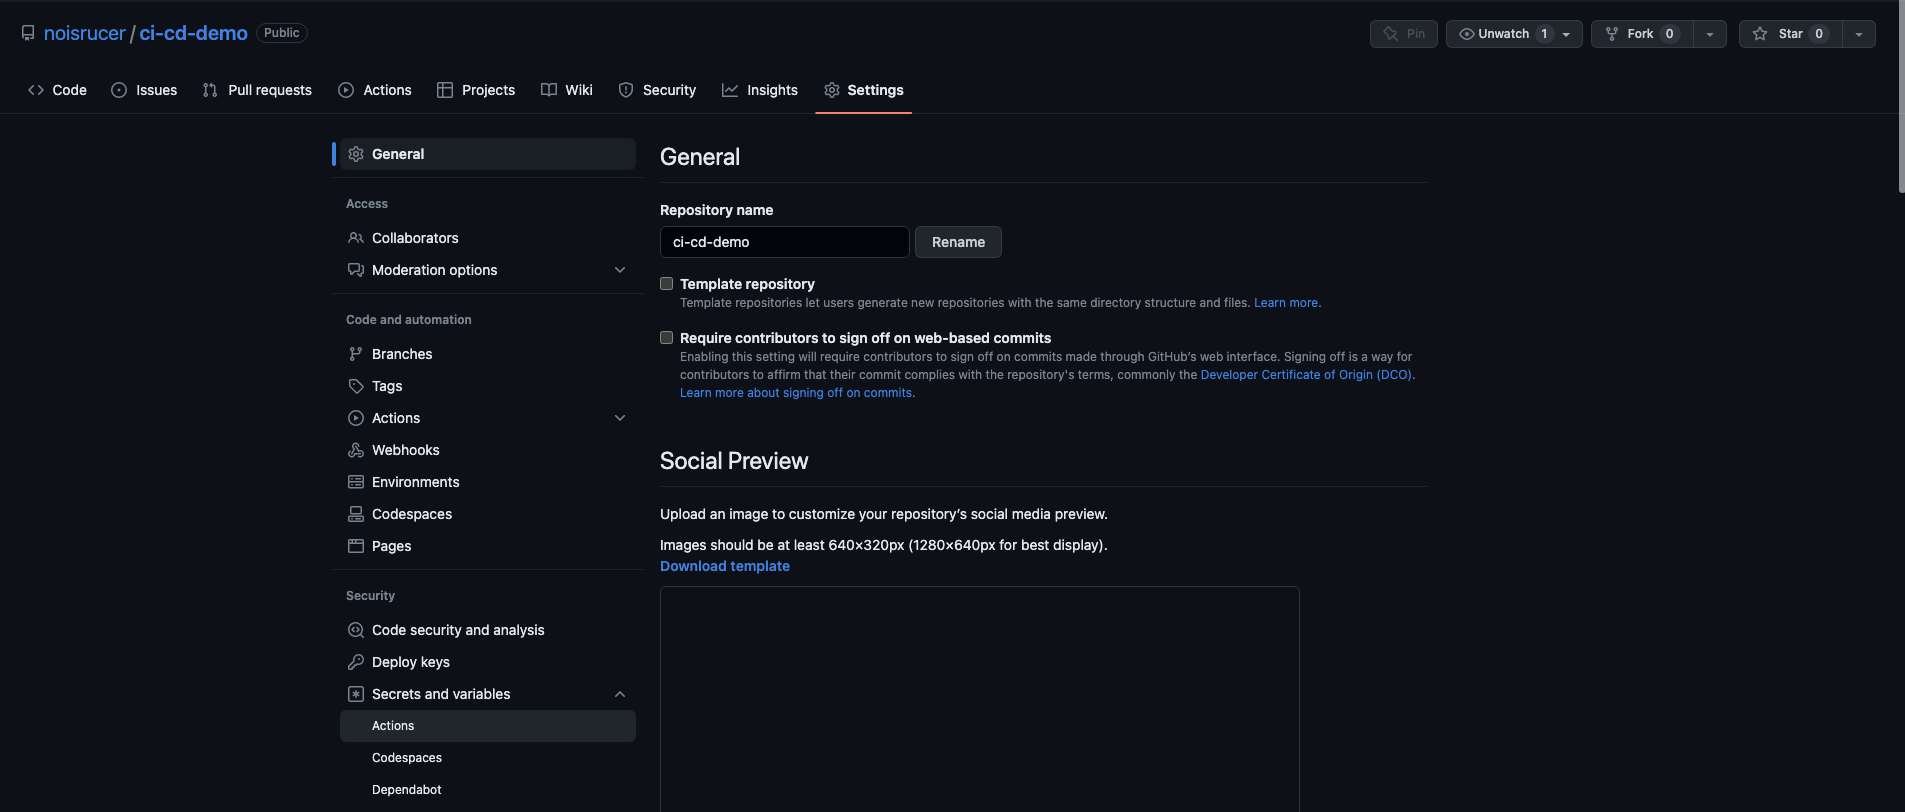 noisrucer / ci-cd-demo Public
Pin Unwatch 1 Fork 0 Star 0
Code Issues Pull requests Actions Projects Wiki Security Insights Settings
General
Access
Collaborators
Moderation options
Code and automation
Branches
Tags
Actions
Webhooks
Environments
Codespaces
Pages
Security
Code security and analysis
Deploy keys
Secrets and variables
Actions
Codespaces
Dependabot
General
Repository name
ci-cd-demo Rename
Template repository
Template repositories let users generate new repositories with the same directory structure and files. Learn more.
Require contributors to sign off on web-based commits
Enabling this setting will require contributors to sign off on commits made through GitHub's web interface. Signing off is a way for
contributors to affirm that their commit complies with the repository's terms, commonly the Developer Certificate of Origin (DCO).
Learn more about signing off on commits.
Social Preview
Upload an image to customize your repository's social media preview.
Images should be at least 640×320px (1280×640px for best display).
Download template